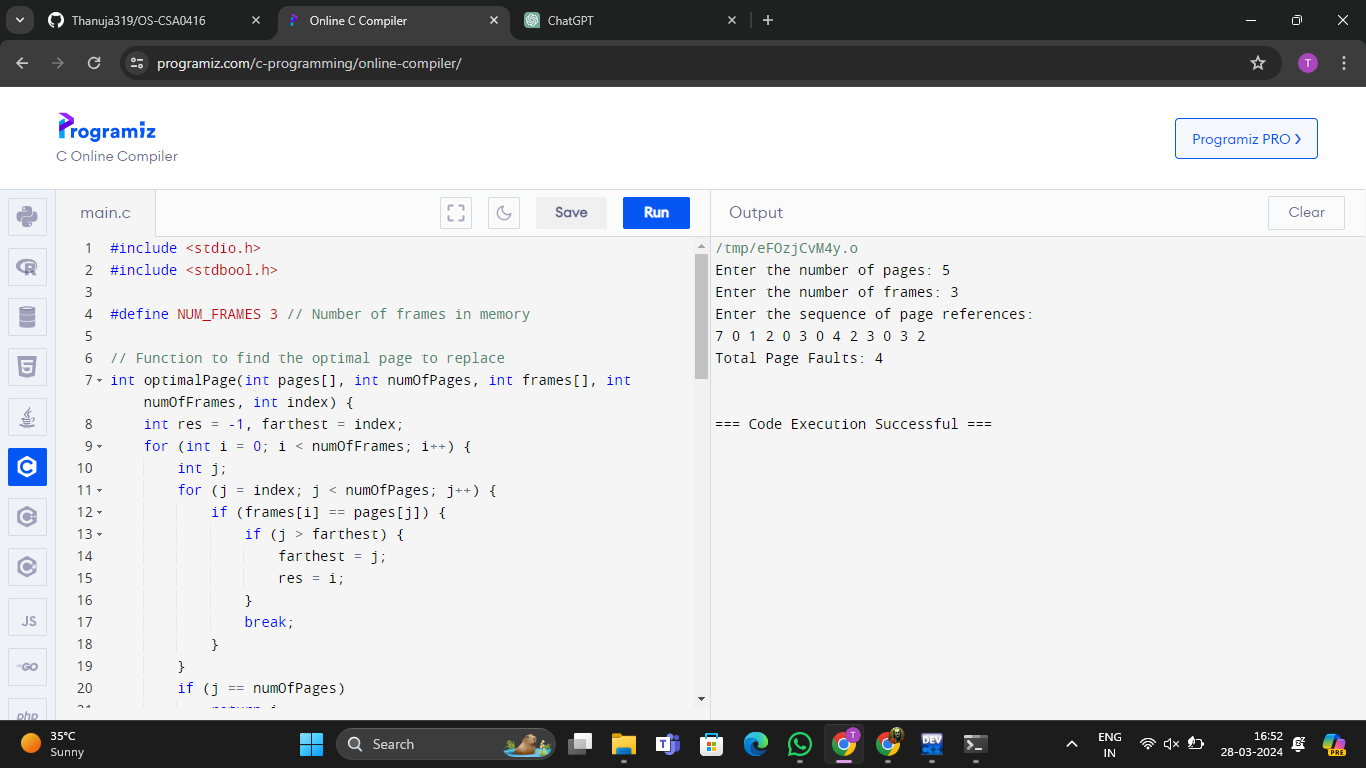 Thanuja319/OS-CSA0416
Online C Compiler
ChatGPT
programiz.com/c-programming/online-compiler/
T
Programiz
C Online Compiler
Programiz PRO
main.c
Save
Run
Output
Clear
1 #include <stdio.h>
2 #include <stdbool.h>
3
4 #define NUM_FRAMES 3 // Number of frames in memory
5
6 // Function to find the optimal page to replace
7 int optimalPage(int pages[], int numOfPages, int frames[], int
numOfFrames, int index) {
8 int res = -1, farthest = index;
9 for (int i = 0; i < numOfFrames; i++) {
10 int j;
11 for (j = index; j < numOfPages; j++) {
12 if (frames[i] == pages[j]) {
13 if (j > farthest) {
14 farthest = j;
15 res = i;
16 }
17 break;
18 }
19 }
20 if (j == numOfPages)
/tmp/eFOzjCvM4y.o
Enter the number of pages: 5
Enter the number of frames: 3
Enter the sequence of page references:
7 0 1 2 0 3 0 4 2 3 0 3 2
Total Page Faults: 4
=== Code Execution Successful ===
JS
GO
php
35°C
Sunny
Search
T
DEV
ENG
IN
16:52
28-03-2024
PRE